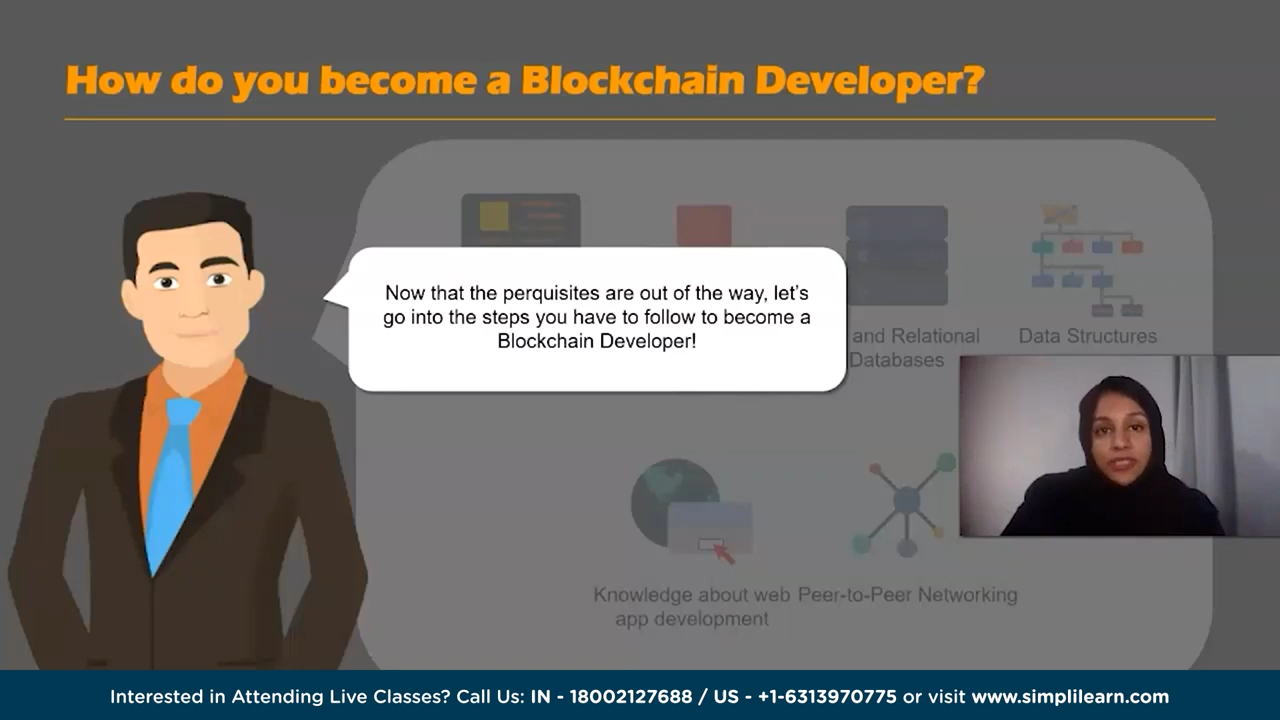 How do you become a Blockchain Developer?
Now that the perquisites are out of the way, let's
go into the steps you have to follow to become a
Blockchain Developer!
and Relational
Databases
Data Structures
Knowledge about web
app development
Peer-to-Peer Networking
Interested in Attending Live Classes? Call Us: IN - 18002127688 / US - +1-6313970775 or visit www.simplilearn.com